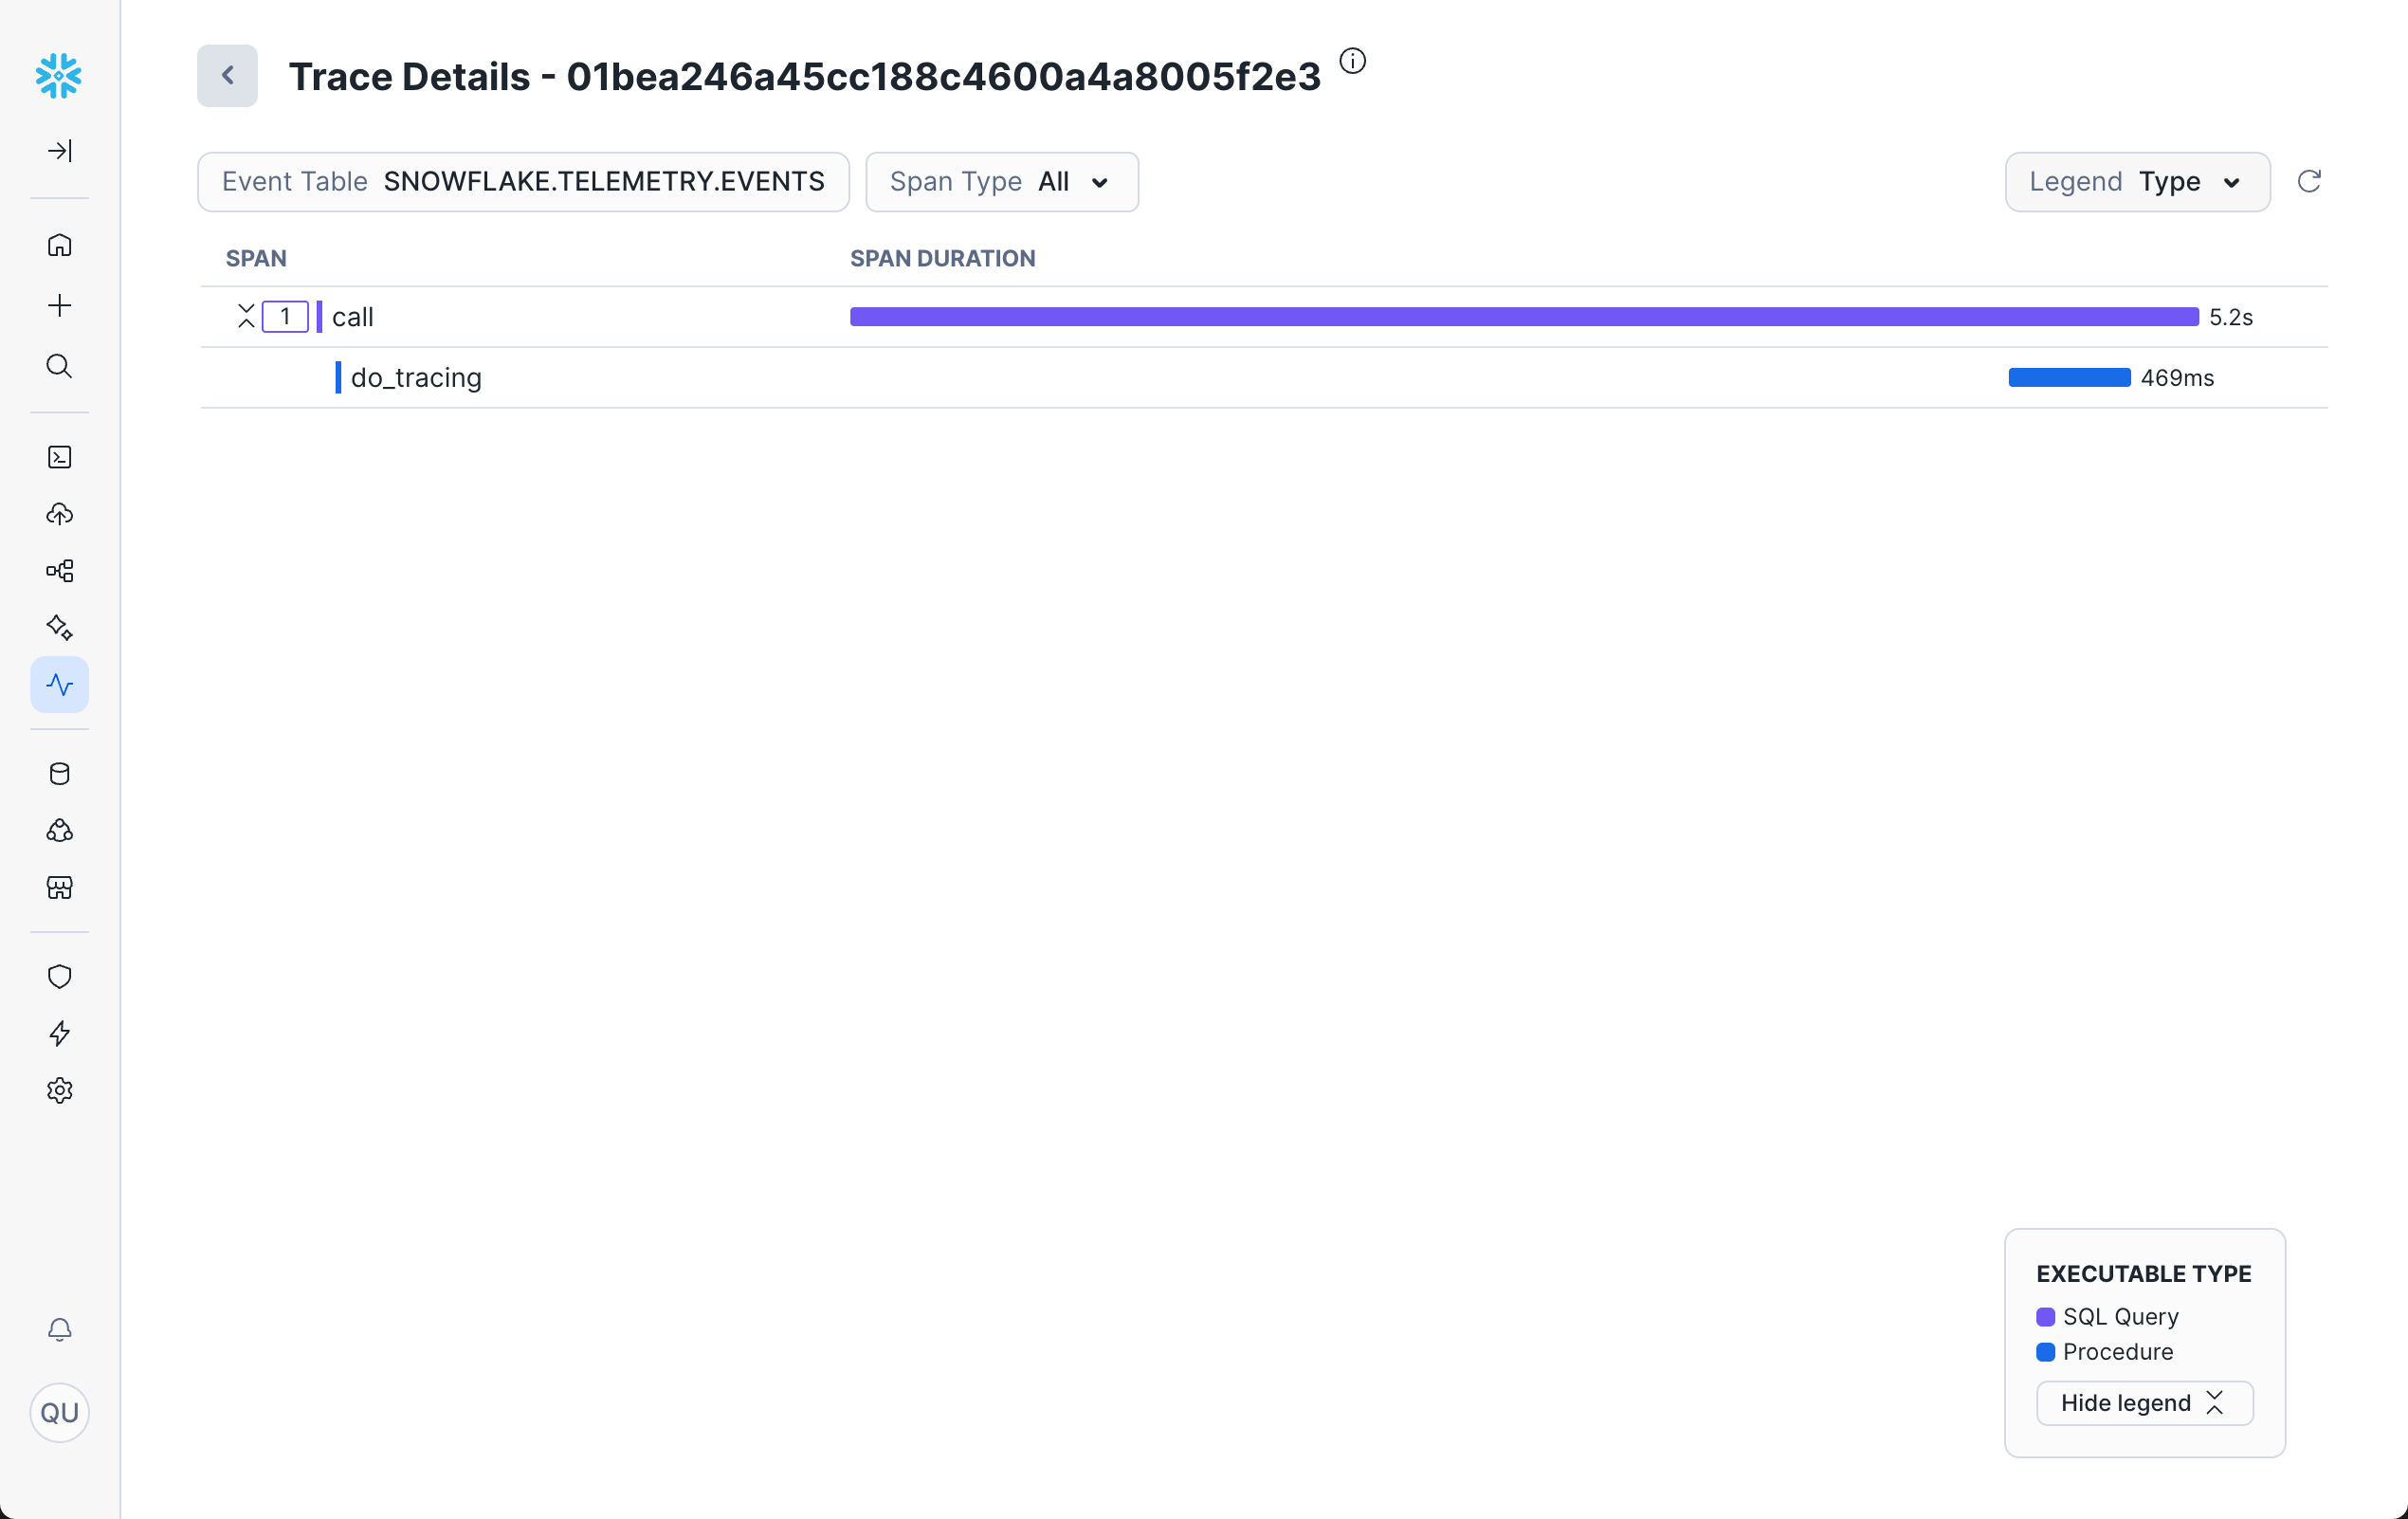 Trace Details - 01bea246a45cc188c4600a4a8005f2e3
Event Table SNOWFLAKE.TELEMETRY.EVENTS
Span Type All
Legend Type
SPAN
SPAN DURATION
1
call
5.2s
do_tracing
469ms
EXECUTABLE TYPE
SQL Query
Procedure
Hide legend
QU